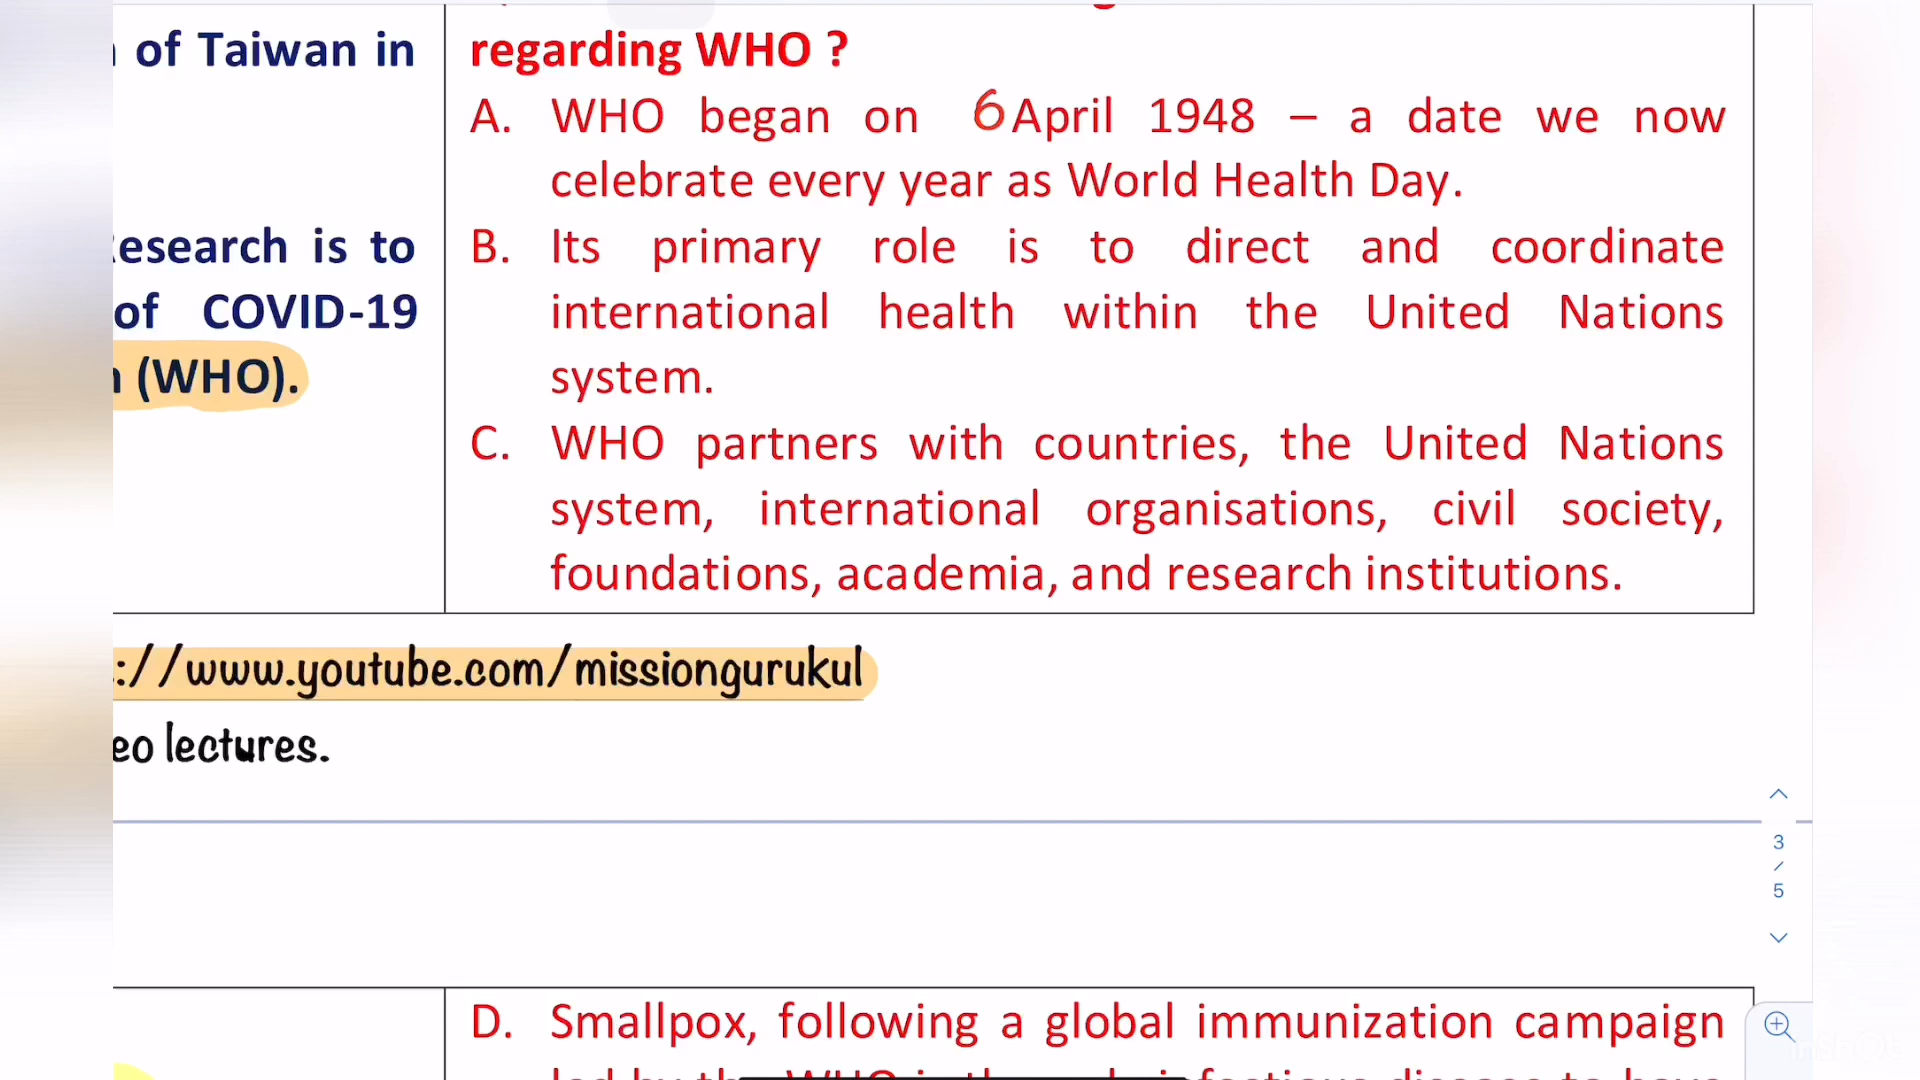 of Taiwan in
esearch is to
of COVID-19
(WHO).
regarding WHO ?
A. WHO began on 6 April 1948 – a date we now
celebrate every year as World Health Day.
B. Its primary role is to direct and coordinate
international health within the United Nations
system.
C. WHO partners with countries, the United Nations
system, international organisations, civil society,
foundations, academia, and research institutions.
://www.youtube.com/missiongurukul
eo lectures.
3
/
5
D. Smallpox, following a global immunization campaign